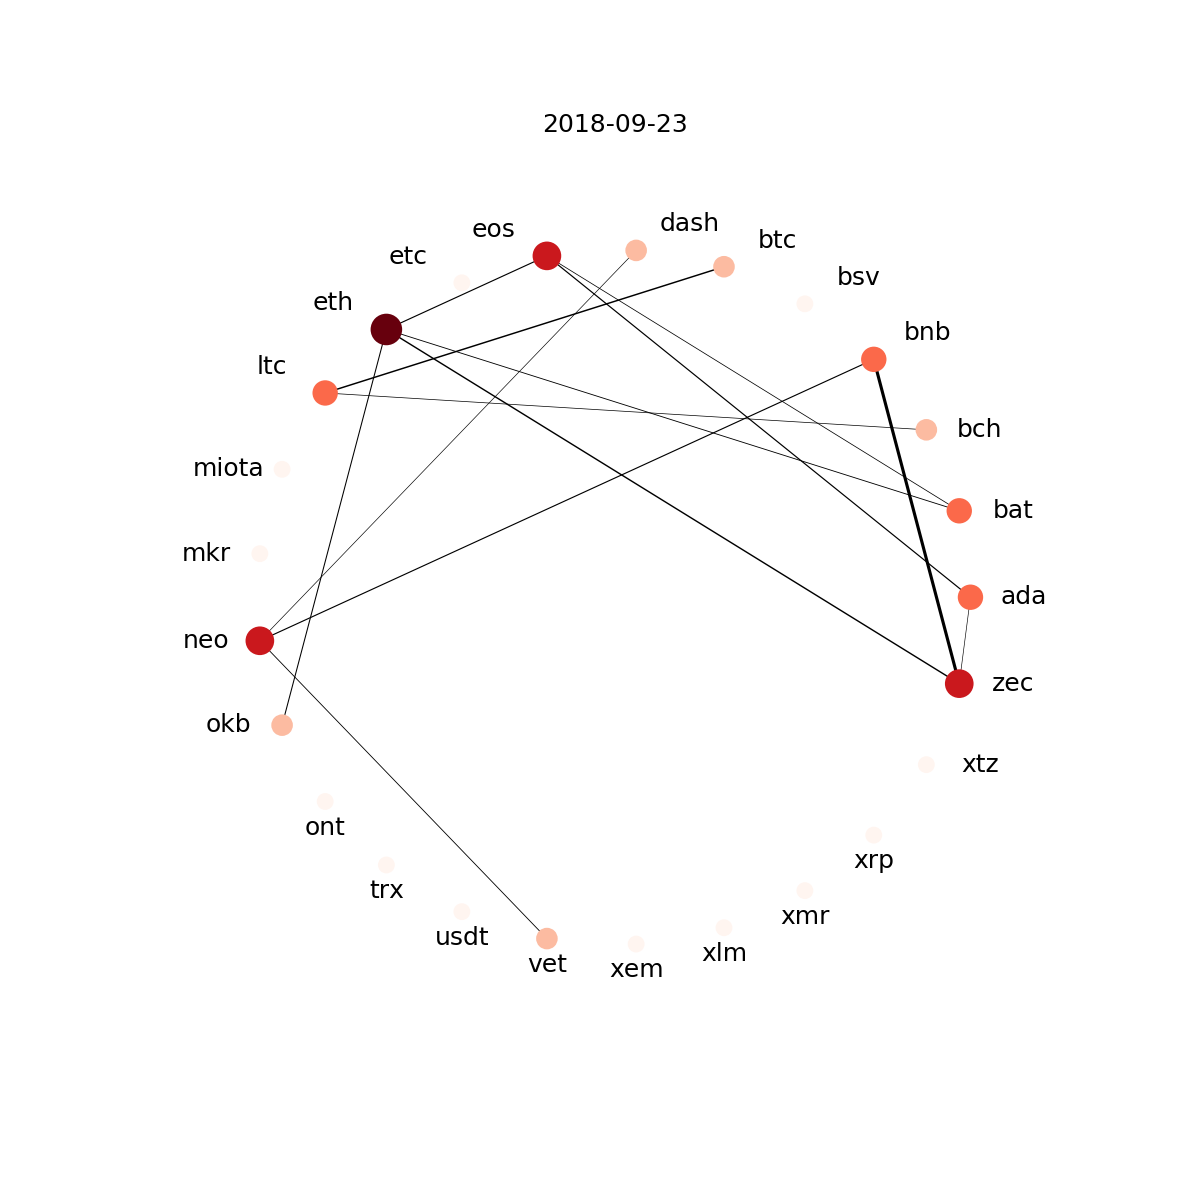 2018-09-23
dash
eos
btc
etc
bsv
eth
bnb
ltc
bch
miota
bat
mkr
ada
neo
zec
okb
xtz
ont
xrp
trx
xmr
usdt
xlm
vet
xem